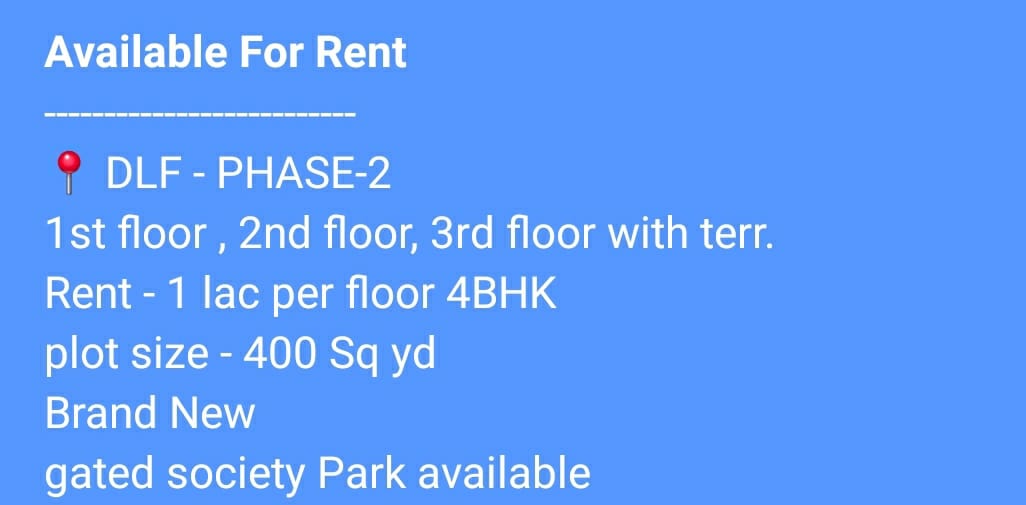 Available For Rent
--------------------------
📍 DLF - PHASE-2
1st floor , 2nd floor, 3rd floor with terr.
Rent - 1 lac per floor 4BHK
plot size - 400 Sq yd
Brand New
gated society Park available